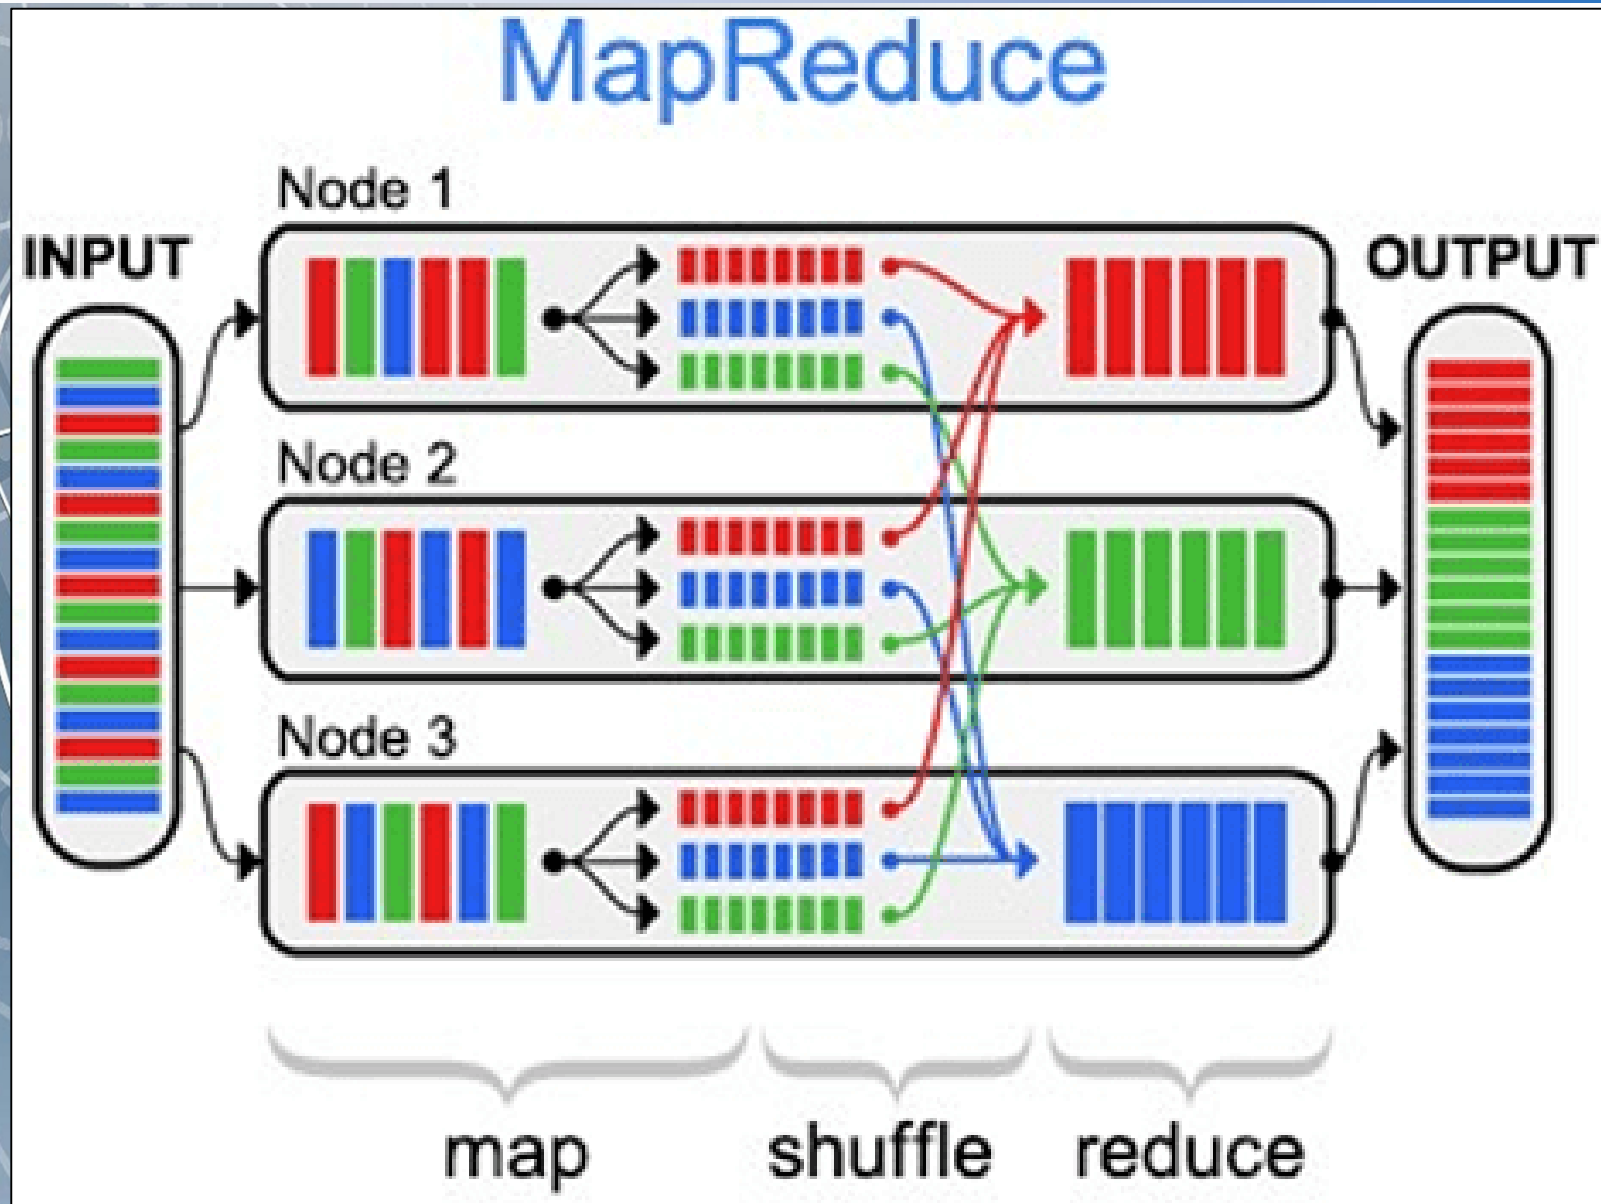 MapReduce
Node 1
INPUT
OUTPUT
Node 2
Node 3
map
shuffle
reduce